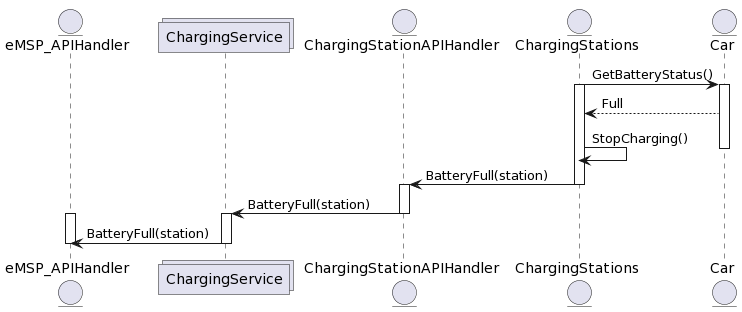 eMSP_APIHandler
ChargingService
ChargingStationAPIHandler
ChargingStations
Car
GetBatteryStatus()
Full
StopCharging()
BatteryFull(station)
BatteryFull(station)
BatteryFull(station)
eMSP_APIHandler
ChargingService
ChargingStationAPIHandler
ChargingStations
Car